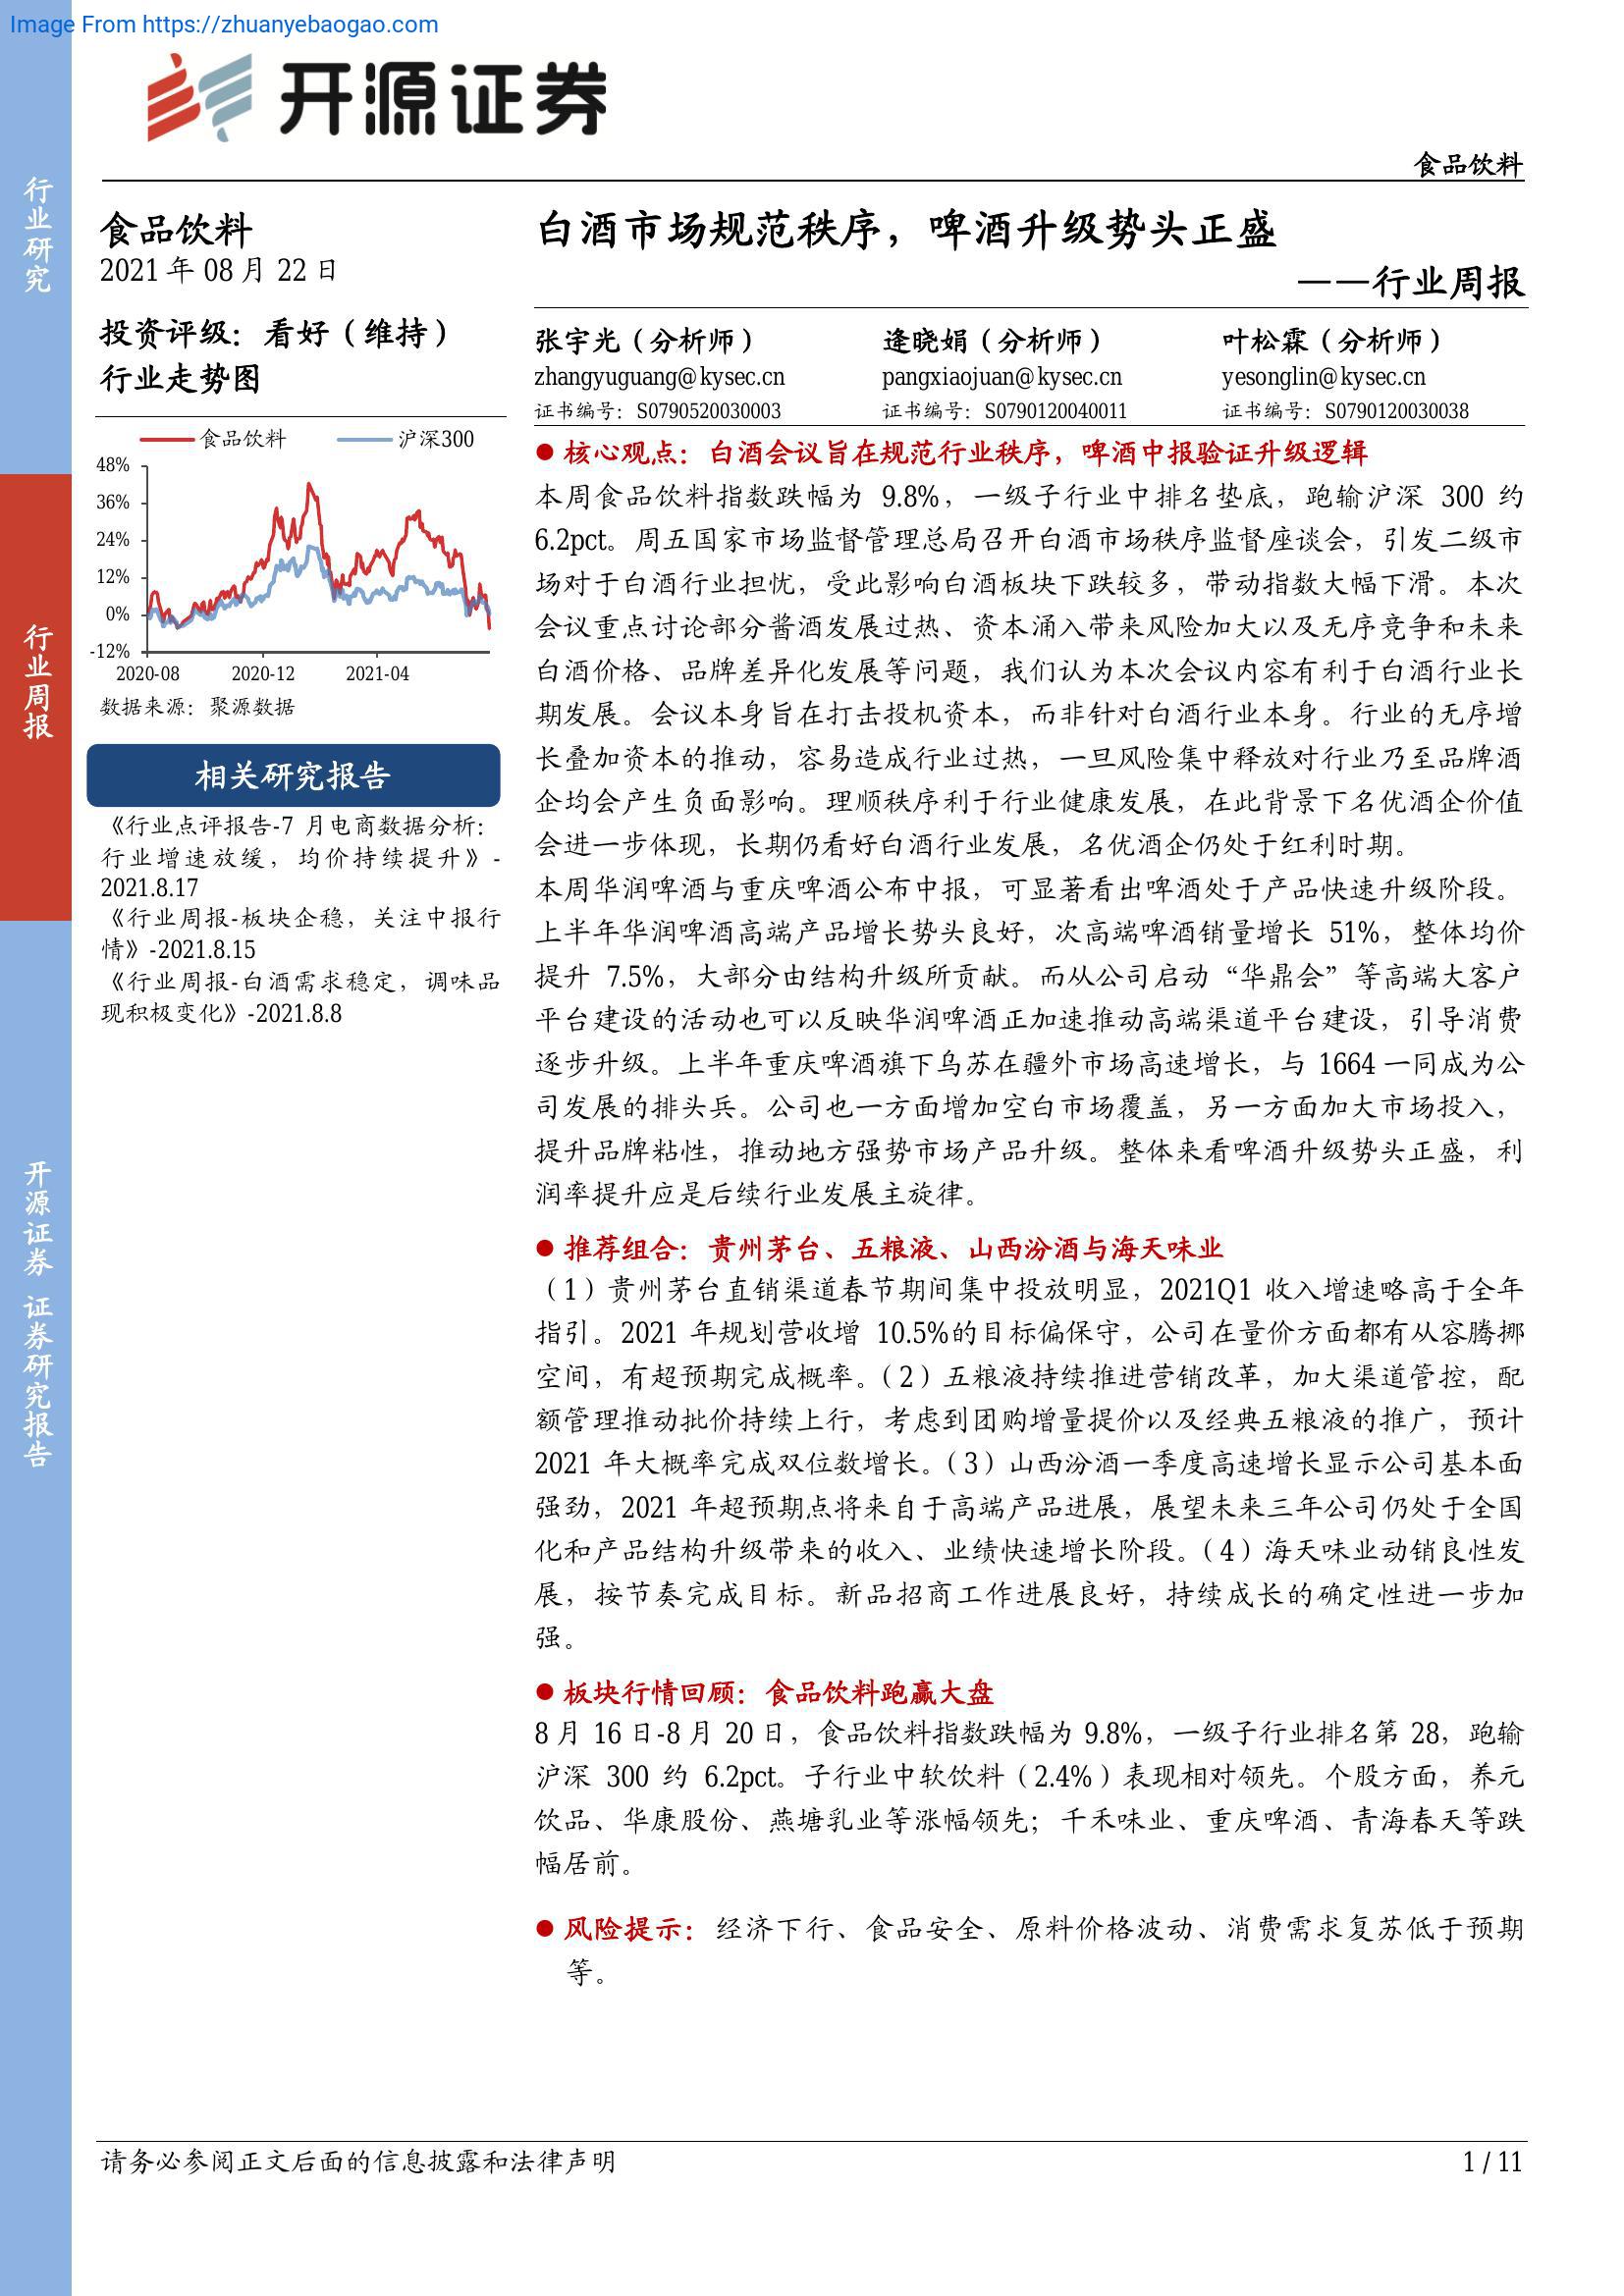 Image From https://zhuanyebaogao.com
开源证券
食品饮料
行业研究
行业周报
开源证券 证券研究报告
食品饮料
2021 年 08 月 22 日
投资评级：看好（维持）
行业走势图
食品饮料 沪深300
48%
36%
24%
12%
0%
-12%
2020-08 2020-12 2021-04
数据来源：聚源数据
相关研究报告
《行业点评报告-7 月电商数据分析：
行业增速放缓，均价持续提升》-
2021.8.17
《行业周报-板块企稳，关注中报行
情》-2021.8.15
《行业周报-白酒需求稳定，调味品
现积极变化》-2021.8.8
白酒市场规范秩序，啤酒升级势头正盛
——行业周报
张宇光（分析师） 逄晓娟（分析师） 叶松霖（分析师）
zhangyuguang@kysec.cn pangxiaojuan@kysec.cn yesonglin@kysec.cn
证书编号：S0790520030003 证书编号：S0790120040011 证书编号：S0790120030038
● 核心观点：白酒会议旨在规范行业秩序，啤酒中报验证升级逻辑
本周食品饮料指数跌幅为 9.8%，一级子行业中排名垫底，跑输沪深 300 约
6.2pct。周五国家市场监督管理总局召开白酒市场秩序监督座谈会，引发二级市
场对于白酒行业担忧，受此影响白酒板块下跌较多，带动指数大幅下滑。本次
会议重点讨论部分酱酒发展过热、资本涌入带来风险加大以及无序竞争和未来
白酒价格、品牌差异化发展等问题，我们认为本次会议内容有利于白酒行业长
期发展。会议本身旨在打击投机资本，而非针对白酒行业本身。行业的无序增
长叠加资本的推动，容易造成行业过热，一旦风险集中释放对行业乃至品牌酒
企均会产生负面影响。理顺秩序利于行业健康发展，在此背景下名优酒企价值
会进一步体现，长期仍看好白酒行业发展，名优酒企仍处于红利时期。
本周华润啤酒与重庆啤酒公布中报，可显著看出啤酒处于产品快速升级阶段。
上半年华润啤酒高端产品增长势头良好，次高端啤酒销量增长 51%，整体均价
提升 7.5%，大部分由结构升级所贡献。而从公司启动“华鼎会”等高端大客户
平台建设的活动也可以反映华润啤酒正加速推动高端渠道平台建设，引导消费
逐步升级。上半年重庆啤酒旗下乌苏在疆外市场高速增长，与 1664 一同成为公
司发展的排头兵。公司也一方面增加空白市场覆盖，另一方面加大市场投入，
提升品牌粘性，推动地方强势市场产品升级。整体来看啤酒升级势头正盛，利
润率提升应是后续行业发展主旋律。
● 推荐组合：贵州茅台、五粮液、山西汾酒与海天味业
（1）贵州茅台直销渠道春节期间集中投放明显，2021Q1 收入增速略高于全年
指引。2021 年规划营收增 10.5%的目标偏保守，公司在量价方面都有从容腾挪
空间，有超预期完成概率。（2）五粮液持续推进营销改革，加大渠道管控，配
额管理推动批价持续上行，考虑到团购增量提价以及经典五粮液的推广，预计
2021 年大概率完成双位数增长。（3）山西汾酒一季度高速增长显示公司基本面
强劲，2021 年超预期点将来自于高端产品进展，展望未来三年公司仍处于全国
化和产品结构升级带来的收入、业绩快速增长阶段。（4）海天味业动销良性发
展，按节奏完成目标。新品招商工作进展良好，持续成长的确定性进一步加
强。
● 板块行情回顾：食品饮料跑赢大盘
8 月 16 日-8 月 20 日，食品饮料指数跌幅为 9.8%，一级子行业排名第 28，跑输
沪深 300 约 6.2pct。子行业中软饮料（2.4%）表现相对领先。个股方面，养元
饮品、华康股份、燕塘乳业等涨幅领先；千禾味业、重庆啤酒、青海春天等跌
幅居前。
● 风险提示：经济下行、食品安全、原料价格波动、消费需求复苏低于预期
等。
请务必参阅正文后面的信息披露和法律声明 1 / 11